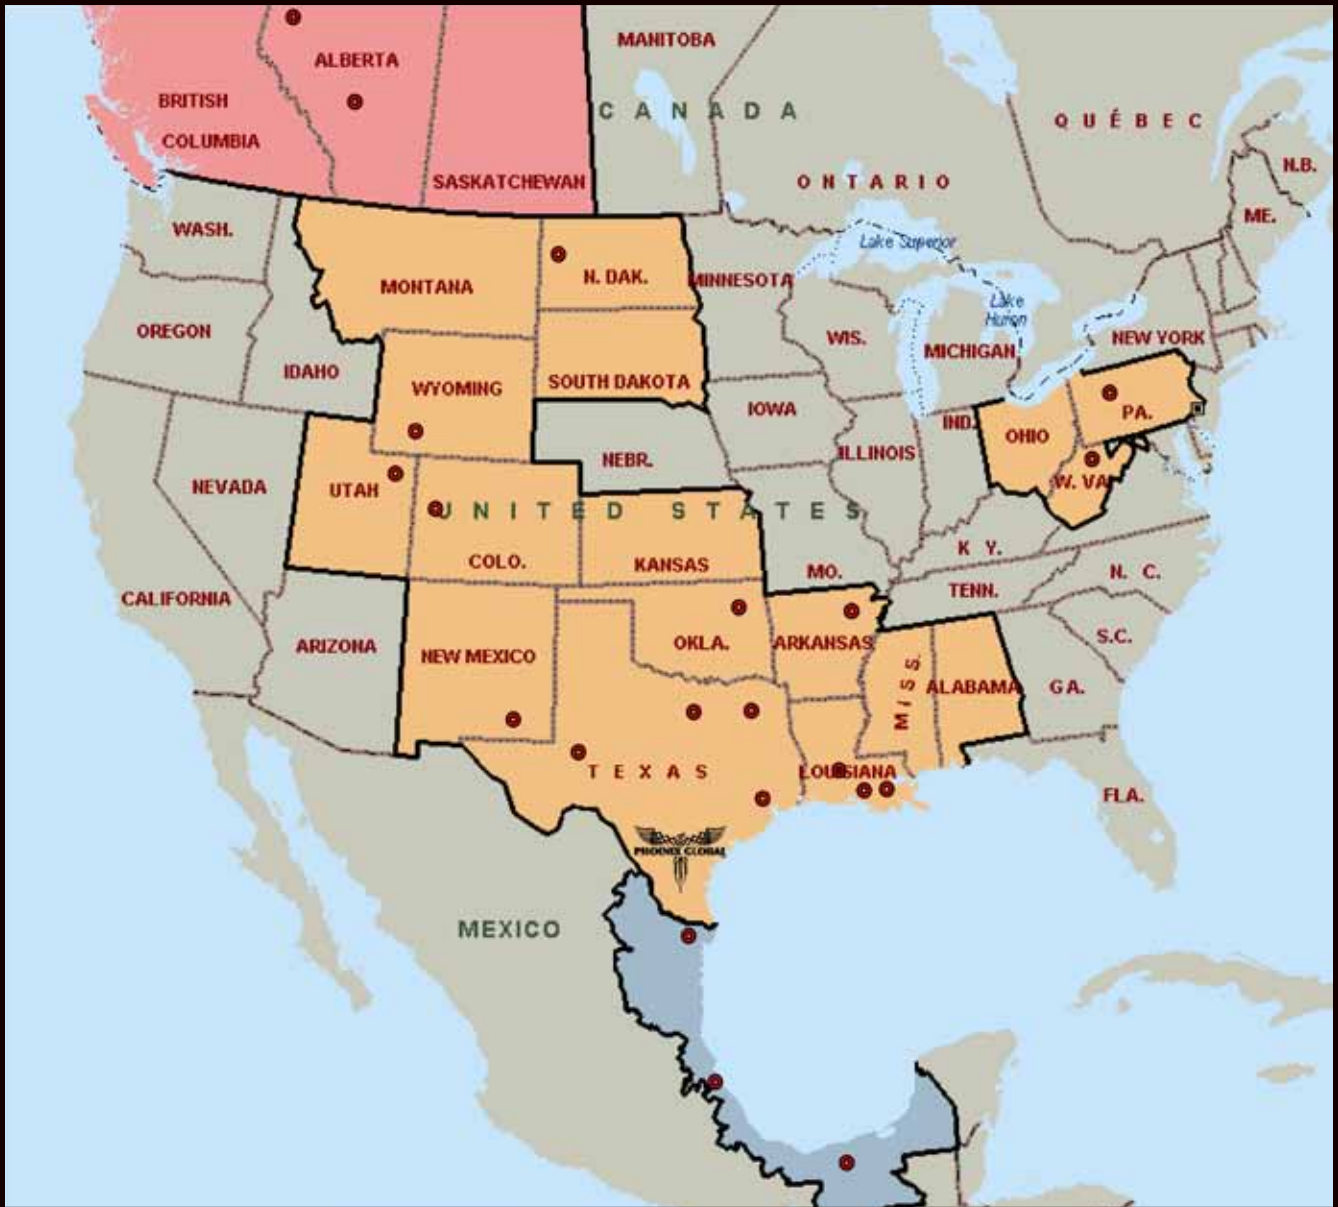 MANITOBA
ALBERTA
BRITISH
COLUMBIA
CANADA
QUÉBEC
N.B.
SASKATCHEWAN
ONTARIO
ME.
WASH.
Lake Superior
MONTANA
N. DAK.
MINNESOTA
Lake
Huron
OREGON
WIS.
MICHIGAN
NEW YORK
IDAHO
WYOMING
SOUTH DAKOTA
IOWA
IND.
OHIO
PA.
NEVADA
UTAH
NEBR.
ILLINOIS
W. VA
UNITED STATES
COLO.
KANSAS
MO.
K Y.
CALIFORNIA
TENN.
N. C.
ARIZONA
NEW MEXICO
OKLA.
ARKANSAS
S.C.
MISS.
ALABAMA
GA.
TEXAS
LOUISIANA
FLA.
PHOENIX GLOBAL
MEXICO